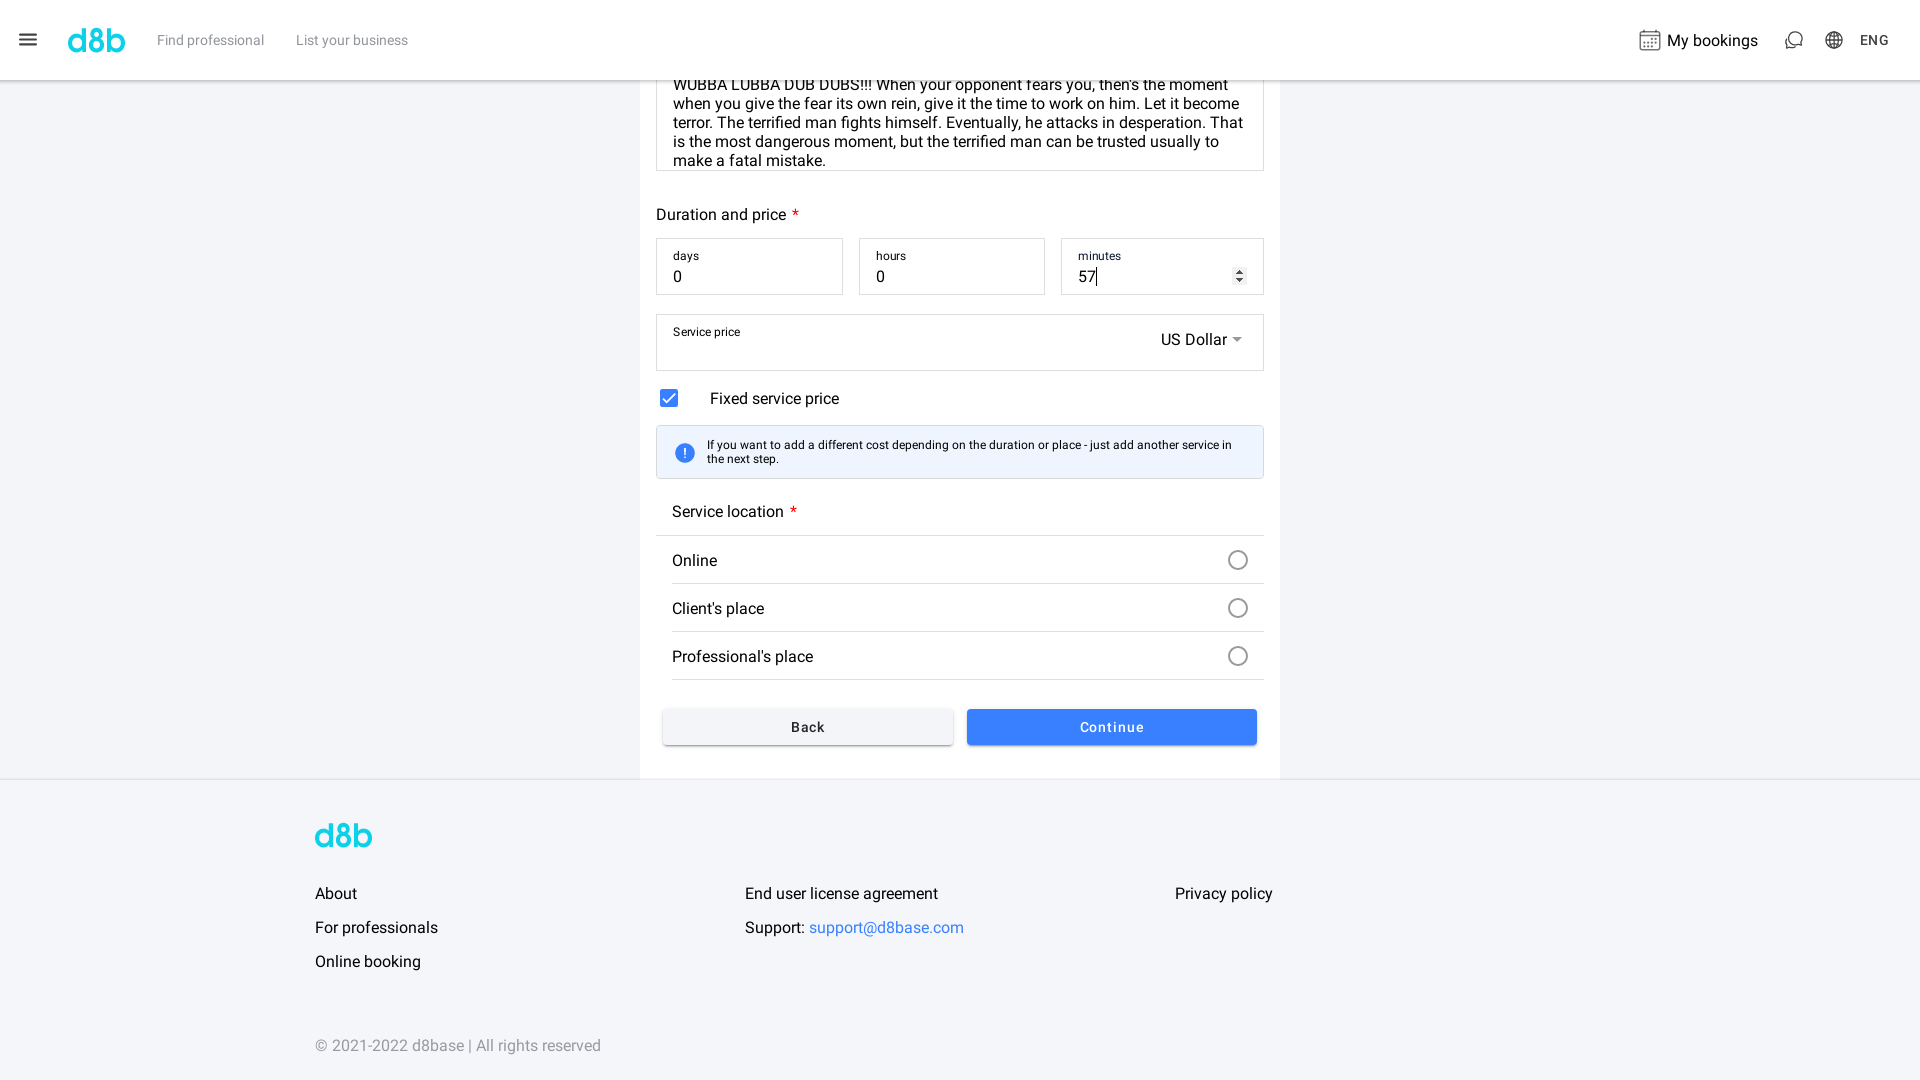 d8b
Find professional
List your business
My bookings
ENG
WUBBA LUBBA DUB DUBS!!! When your opponent fears you, then's the moment
when you give the fear its own rein, give it the time to work on him. Let it become
terror. The terrified man fights himself. Eventually, he attacks in desperation. That
is the most dangerous moment, but the terrified man can be trusted usually to
make a fatal mistake.
Duration and price *
days
0
hours
0
minutes
57
Service price
US Dollar
Fixed service price
If you want to add a different cost depending on the duration or place - just add another service in
the next step.
Service location *
Online
Client's place
Professional's place
Back
Continue
d8b
About
End user license agreement
Privacy policy
For professionals
Support: support@d8base.com
Online booking
© 2021-2022 d8base | All rights reserved